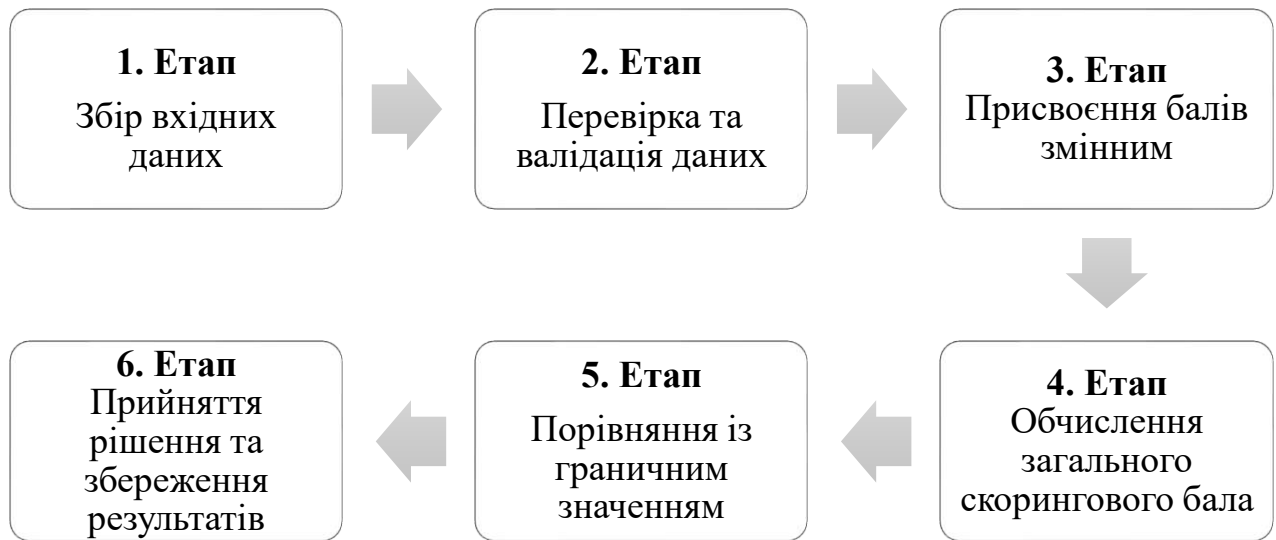 1. Етап
Збір вхідних
даних
2. Етап
Перевірка та
валідація даних
3. Етап
Присвоєння балів
змінним
4. Етап
Обчислення
загального
скорингового бала
5. Етап
Порівняння із
граничним
значенням
6. Етап
Прийняття
рішення та
збереження
результатів